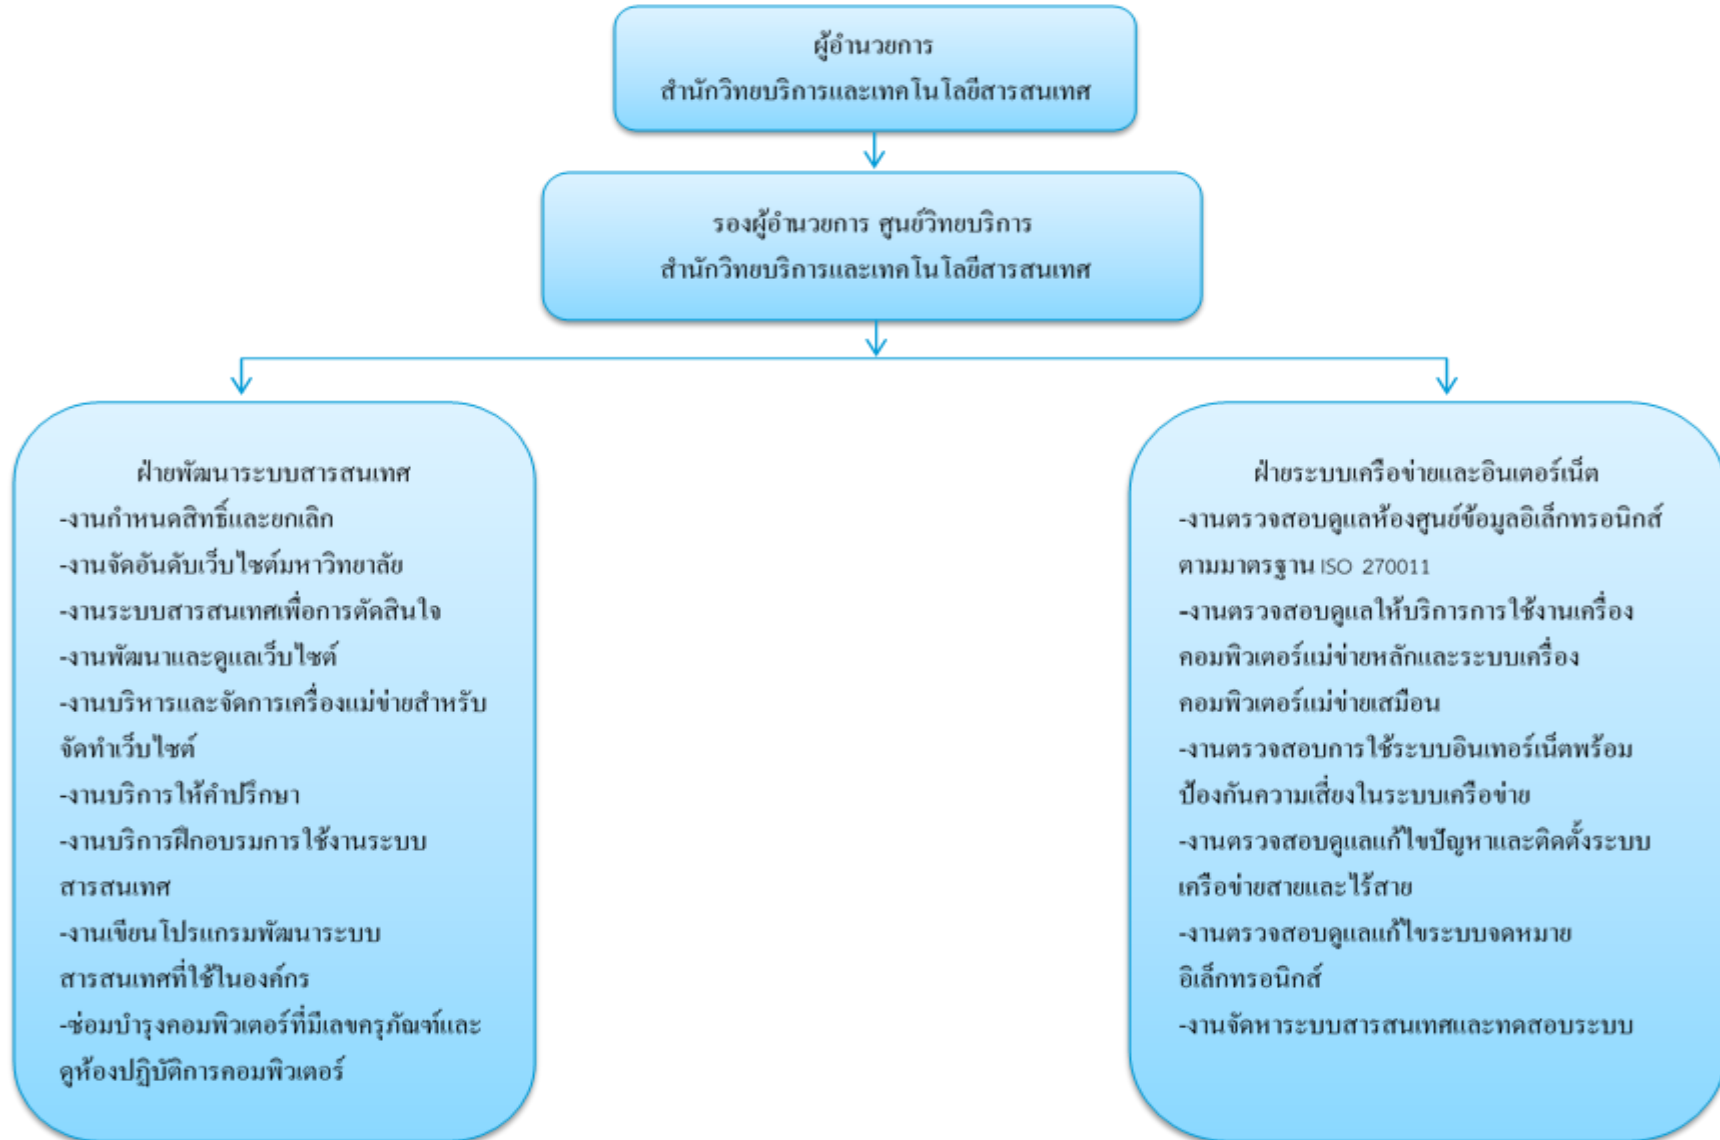 ผู้อำนวยการ
สำนักวิทยบริการและเทคโนโลยีสารสนเทศ
รองผู้อำนวยการ ศูนย์วิทยบริการ
สำนักวิทยบริการและเทคโนโลยีสารสนเทศ
ฝ่ายพัฒนาระบบสารสนเทศ
-งานกำหนดสิทธิ์และยกเลิก
-งานจัดอันดับเว็บไซต์มหาวิทยาลัย
-งานระบบสารสนเทศเพื่อการตัดสินใจ
-งานพัฒนาและดูแลเว็บไซต์
-งานบริหารและจัดการเครื่องแม่ข่ายสำหรับ
จัดทำเว็บไซต์
-งานบริการให้คำปรึกษา
-งานบริการฝึกอบรมการใช้งานระบบ
สารสนเทศ
-งานเขียนโปรแกรมพัฒนาระบบ
สารสนเทศที่ใช้ในองค์กร
-ซ่อมบำรุงคอมพิวเตอร์ที่มีเลขครุภัณฑ์และ
ดูห้องปฏิบัติการคอมพิวเตอร์
ฝ่ายระบบเครือข่ายและอินเตอร์เน็ต
-งานตรวจสอบดูแลห้องศูนย์ข้อมูลอิเล็กทรอนิกส์
ตามมาตรฐาน ISO 270011
-งานตรวจสอบดูแลให้บริการการใช้งานเครื่อง
คอมพิวเตอร์แม่ข่ายหลักและระบบเครื่อง
คอมพิวเตอร์แม่ข่ายเสมือน
-งานตรวจสอบการใช้ระบบอินเทอร์เน็ตพร้อม
ป้องกันความเสี่ยงในระบบเครือข่าย
-งานตรวจสอบดูแลแก้ไขปัญหาและติดตั้งระบบ
เครือข่ายสายและไร้สาย
-งานตรวจสอบดูแลแก้ไขระบบจดหมาย
อิเล็กทรอนิกส์
-งานจัดหาระบบสารสนเทศและทดสอบระบบ